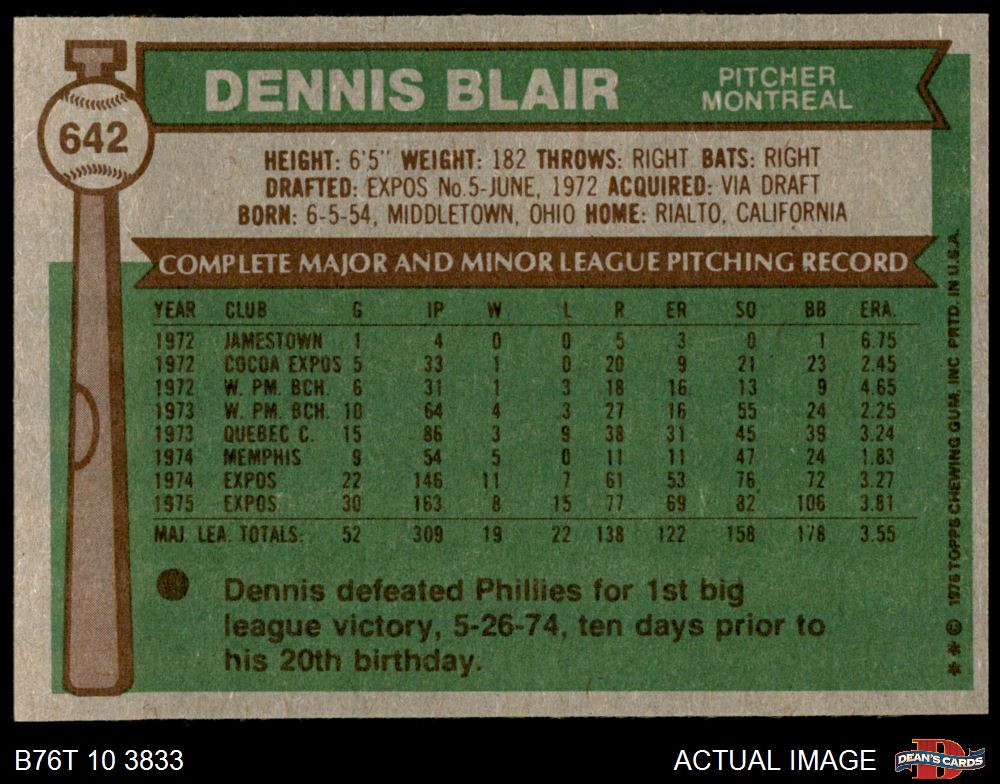 642
DENNIS BLAIR
PITCHER
MONTREAL
HEIGHT: 6'5" WEIGHT: 182 THROWS: RIGHT BATS: RIGHT
DRAFTED: EXPOS No.5-JUNE, 1972 ACQUIRED: VIA DRAFT
BORN: 6-5-54, MIDDLETOWN, OHIO HOME: RIALTO, CALIFORNIA
COMPLETE MAJOR AND MINOR LEAGUE PITCHING RECORD
YEAR CLUB G IP W L R ER SO BB ERA.
1972 JAMESTOWN 1 4 0 0 5 3 0 1 6.75
1972 COCOA EXPOS 5 33 1 0 20 9 21 23 2.45
1972 W. PM. BCH. 6 31 1 3 18 16 13 9 4.65
1973 W. PM. BCH. 10 64 4 3 27 16 55 24 2.25
1973 QUEBEC C. 15 86 3 9 38 31 45 39 3.24
1974 MEMPHIS 9 54 5 0 11 11 47 24 1.83
1974 EXPOS 22 146 11 7 61 53 76 72 3.27
1975 EXPOS 30 163 8 15 77 69 82 106 3.81
MAJ. LEA. TOTALS: 52 309 19 22 138 122 158 178 3.55
Dennis defeated Phillies for 1st big
league victory, 5-26-74, ten days prior to
his 20th birthday.
** © 1976 TOPPS CHEWING GUM, INC PRTD. IN U.S.A.
B76T 10 3833
ACTUAL IMAGE
DEAN'S CARDS